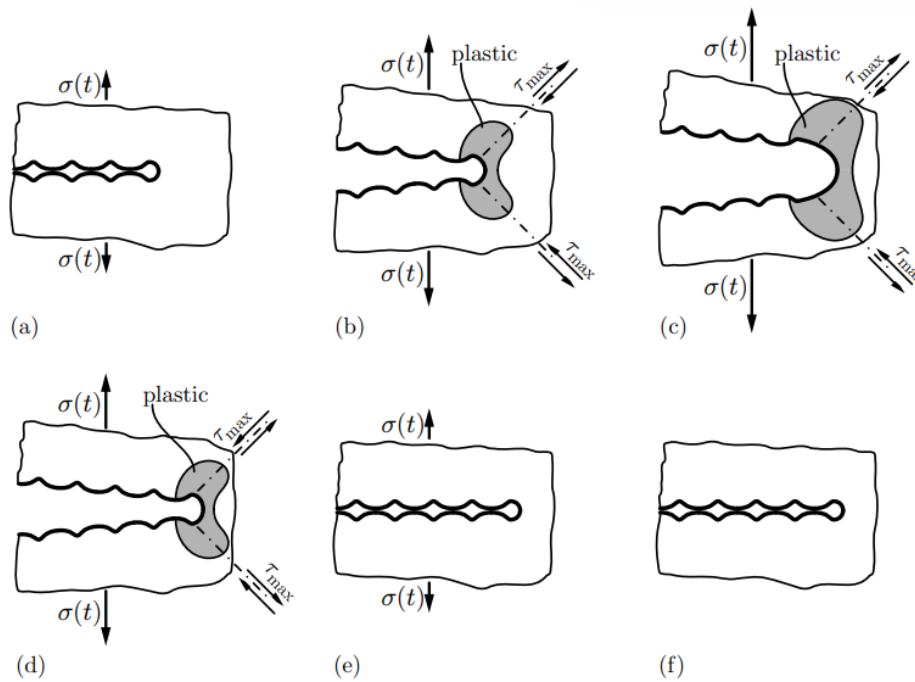 σ(t)
σ(t)
(a)
plastic
σ(t)
τmax
σ(t)
τmax
(b)
σ(t)
plastic
τmax
σ(t)
τmax
(c)
plastic
σ(t)
τmax
σ(t)
τmax
(d)
σ(t)
σ(t)
(e)
(f)